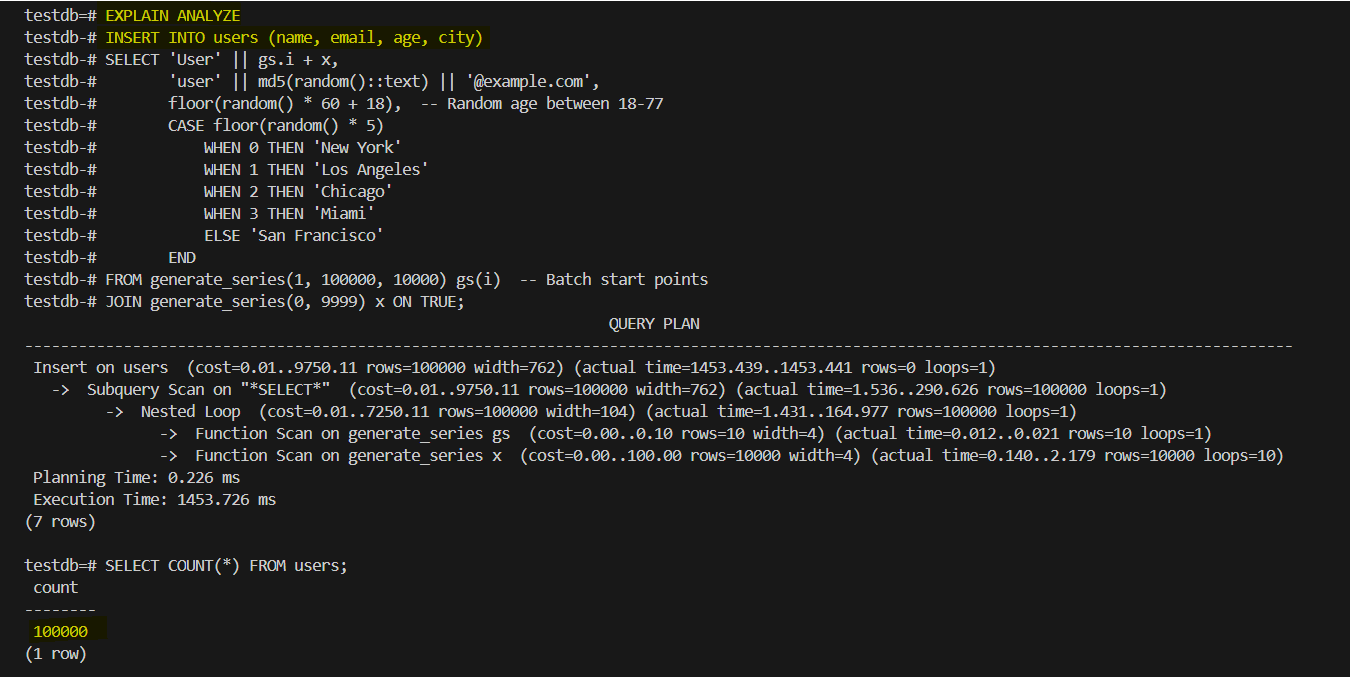 testdb=# EXPLAIN ANALYZE
testdb-# INSERT INTO users (name, email, age, city)
testdb-# SELECT 'User' || gs.i + x,
testdb-#        'user' || md5(random()::text) || '@example.com',
testdb-#        floor(random() * 60 + 18),  -- Random age between 18-77
testdb-#        CASE floor(random() * 5)
testdb-#            WHEN 0 THEN 'New York'
testdb-#            WHEN 1 THEN 'Los Angeles'
testdb-#            WHEN 2 THEN 'Chicago'
testdb-#            WHEN 3 THEN 'Miami'
testdb-#            ELSE 'San Francisco'
testdb-#        END
testdb-# FROM generate_series(1, 100000, 10000) gs(i)  -- Batch start points
testdb-# JOIN generate_series(0, 9999) x ON TRUE;
QUERY PLAN
---------------------------------------------------------------------------------------------------------------------------------------------
Insert on users  (cost=0.01..9750.11 rows=100000 width=762) (actual time=1453.439..1453.441 rows=0 loops=1)
  ->  Subquery Scan on "*SELECT*"  (cost=0.01..9750.11 rows=100000 width=762) (actual time=1.536..290.626 rows=100000 loops=1)
        ->  Nested Loop  (cost=0.01..7250.11 rows=100000 width=104) (actual time=1.431..164.977 rows=100000 loops=1)
              ->  Function Scan on generate_series gs  (cost=0.00..0.10 rows=10 width=4) (actual time=0.012..0.021 rows=10 loops=1)
              ->  Function Scan on generate_series x  (cost=0.00..100.00 rows=10000 width=4) (actual time=0.140..2.179 rows=10000 loops=10)
Planning Time: 0.226 ms
Execution Time: 1453.726 ms
(7 rows)
testdb=# SELECT COUNT(*) FROM users;
count
--------
100000
(1 row)